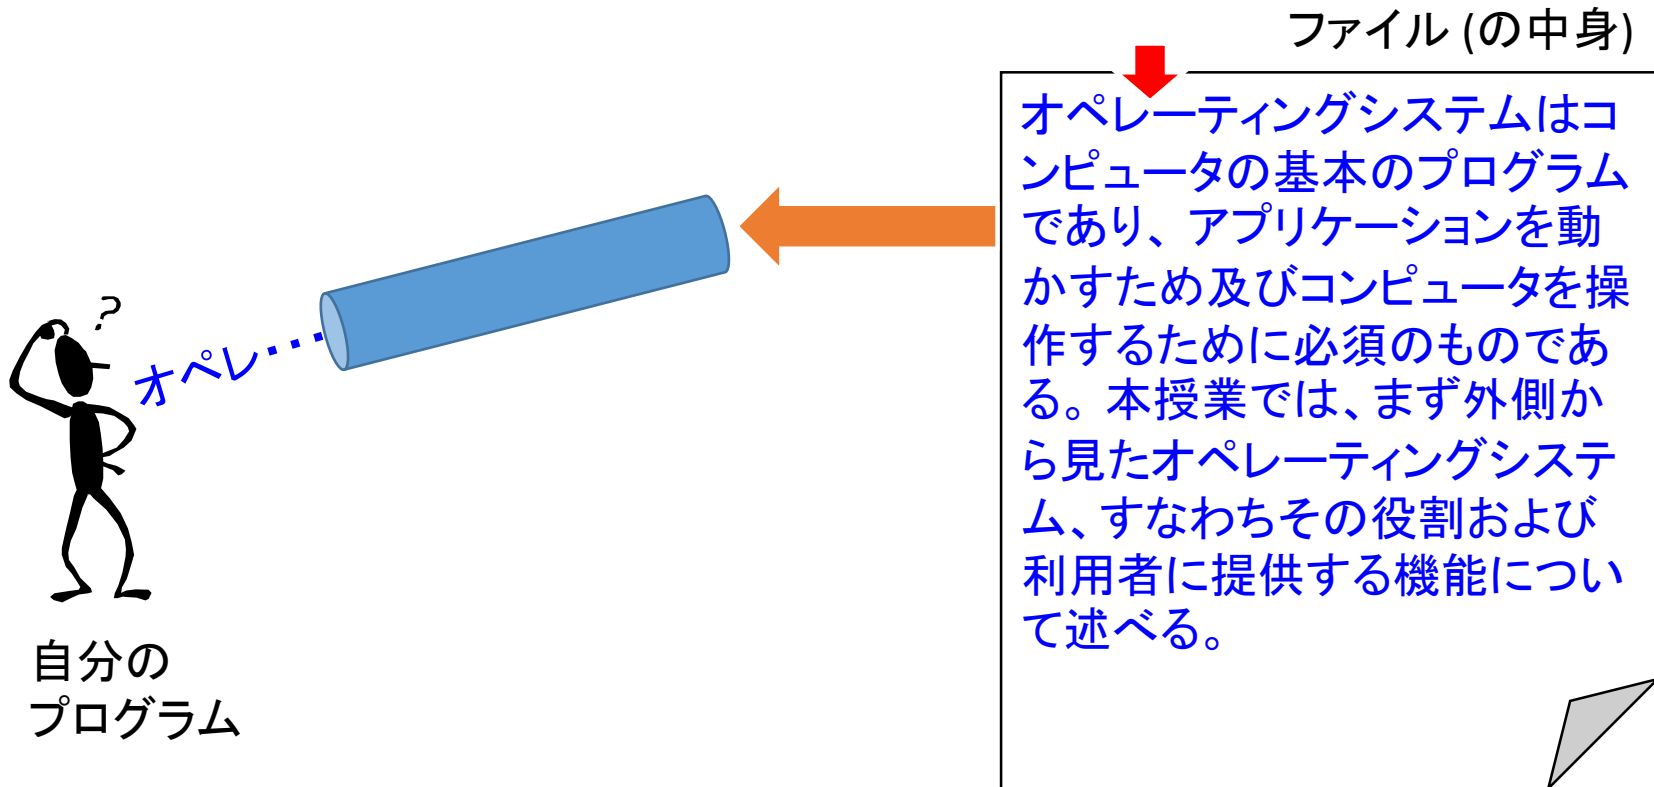 ファイル (の中身)
オペレーティングシステムはコ
ンピュータの基本のプログラム
であり、アプリケーションを動
かすため及びコンピュータを操
作するために必須のものであ
る。本授業では、まず外側か
ら見たオペレーティングシステ
ム、すなわちその役割および
利用者に提供する機能につい
て述べる。
?
オペレ・・・・
自分の
プログラム